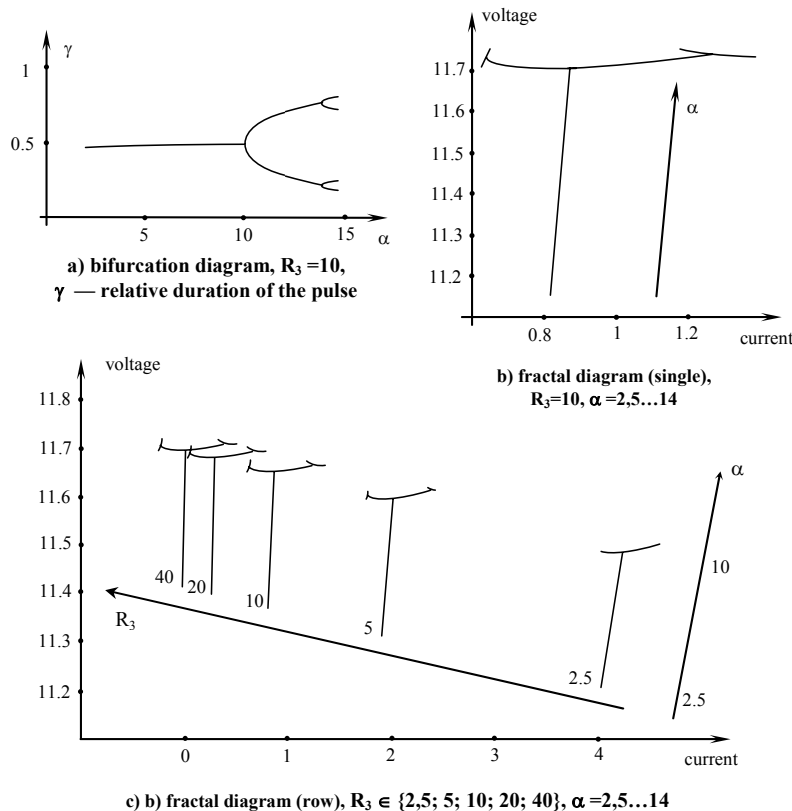 γ
1
0.5
5
10
15
α
a) bifurcation diagram, R₃ =10,
γ — relative duration of the pulse
voltage
11.7
11.6
11.5
11.4
11.3
11.2
α
0.8
1
1.2
current
b) fractal diagram (single),
R₃=10, α =2,5...14
voltage
11.8
11.7
11.6
11.5
11.4
11.3
11.2
40
20
10
5
2.5
R₃
α
10
2.5
0
1
2
3
4
current
c) b) fractal diagram (row), R₃ ∈ {2,5; 5; 10; 20; 40}, α =2,5...14